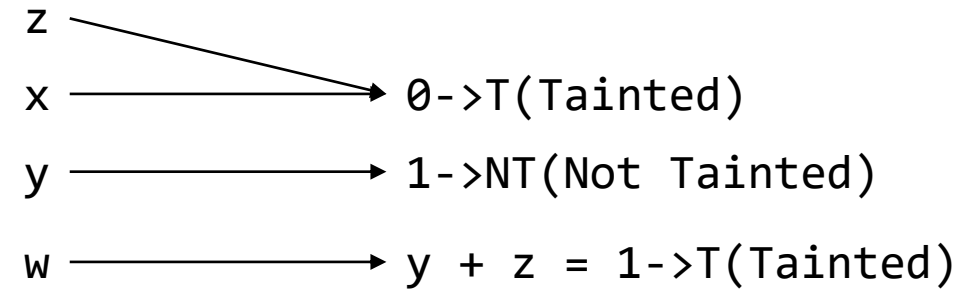 z
x 0->T(Tainted)
y 1->NT(Not Tainted)
w y + z = 1->T(Tainted)